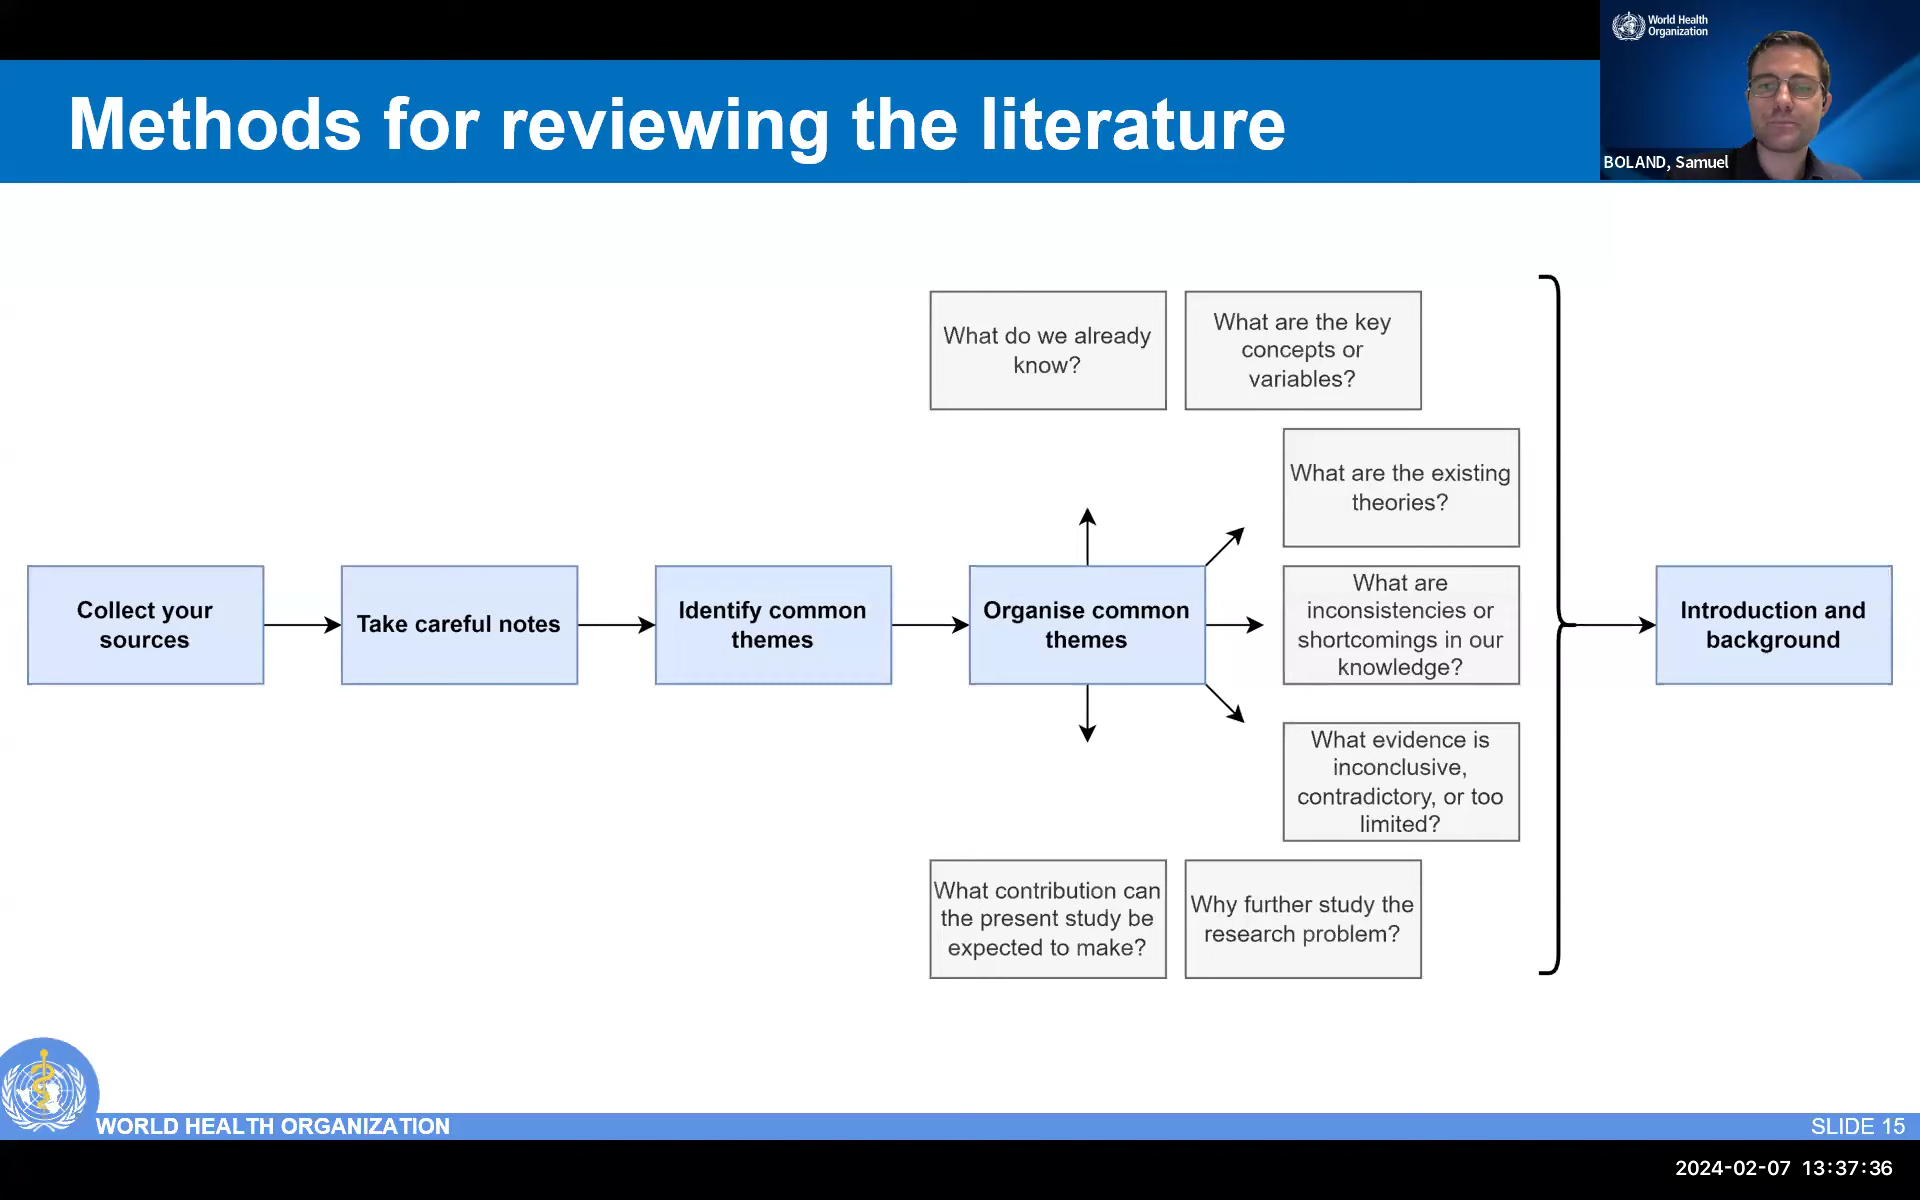 World Health
Organization
BOLAND, Samuel
Methods for reviewing the literature
Collect your
sources
Take careful notes
Identify common
themes
Organise common
themes
What do we already
know?
What are the key
concepts or
variables?
What are the existing
theories?
What are
inconsistencies or
shortcomings in our
knowledge?
What evidence is
inconclusive,
contradictory, or too
limited?
Why further study the
research problem?
What contribution can
the present study be
expected to make?
Introduction and
background
WORLD HEALTH ORGANIZATION
SLIDE 15
2024-02-07 13:37:36